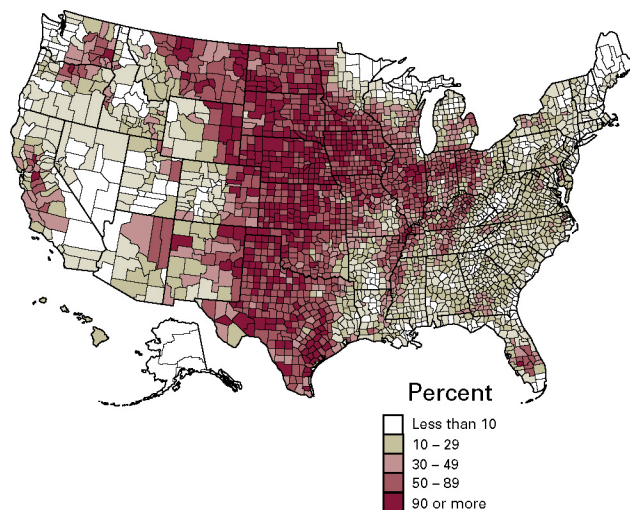 Percent
Less than 10
10 – 29
30 – 49
50 – 89
90 or more